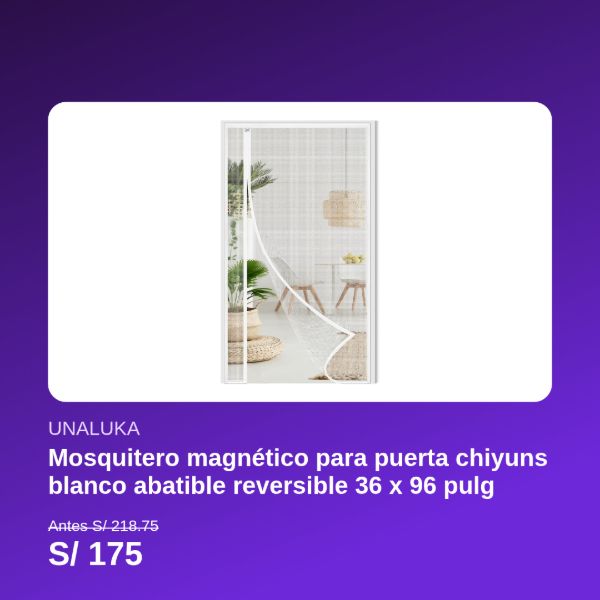 UNALUKA
Mosquitero magnético para puerta chiyuns
blanco abatible reversible 36 x 96 pulg
Antes S/ 218.75
S/ 175